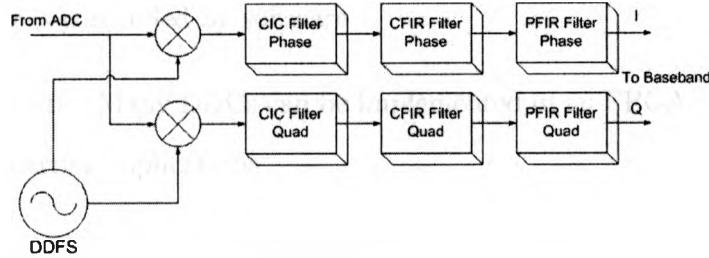 From ADC
CIC Filter
Phase
CFIR Filter
Phase
PFIR Filter
Phase
I
To Baseband
CIC Filter
Quad
CFIR Filter
Quad
PFIR Filter
Quad
Q
DDFS